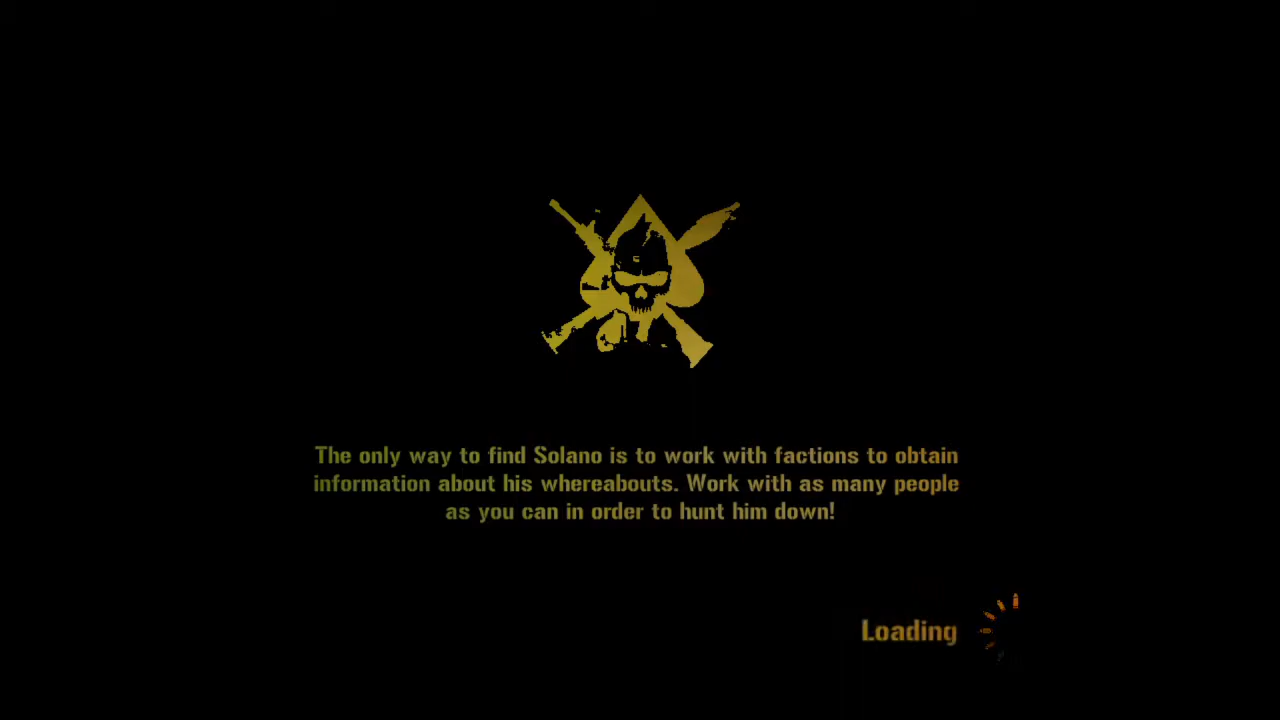 The only way to find Solano is to work with factions to obtain
information about his whereabouts. Work with as many people
as you can in order to hunt him down!
Loading